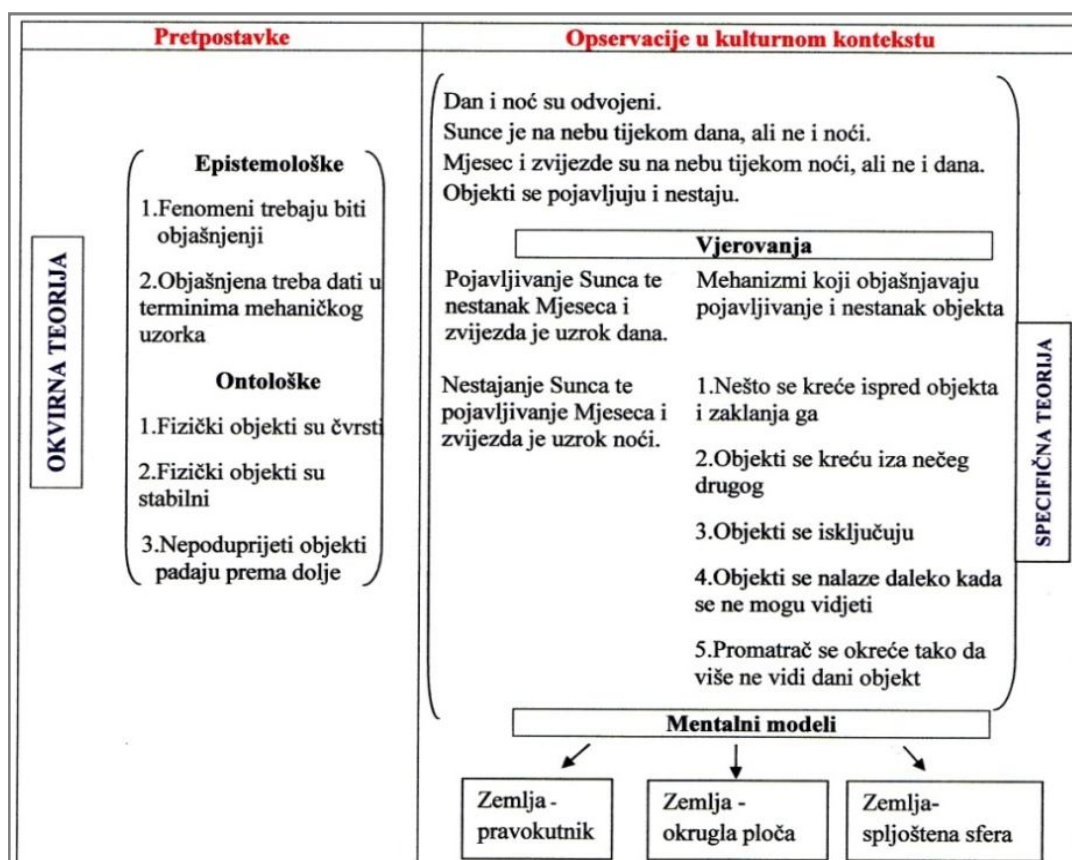 Pretpostavke
Opservacije u kulturnom kontekstu
OKVIRNA TEORIJA
Epistemološke
1.Fenomeni trebaju biti
objašnjenji
2.Objašnjena treba dati u
terminima mehaničkog
uzorka
Ontološke
1.Fizički objekti su čvrsti
2.Fizički objekti su
stabilni
3.Nepoduprijeti objekti
padaju prema dolje
Dan i noć su odvojeni.
Sunce je na nebu tijekom dana, ali ne i noći.
Mjesec i zvijezde su na nebu tijekom noći, ali ne i dana.
Objekti se pojavljuju i nestaju.
Vjerovanja
Pojavljivanje Sunca te
nestanak Mjeseca i
zvijezda je uzrok dana.
Nestajanje Sunca te
pojavljivanje Mjeseca i
zvijezda je uzrok noći.
Mehanizmi koji objašnjavaju
pojavljivanje i nestanak objekta
1.Nešto se kreće ispred objekta
i zaklanja ga
2.Objekti se kreću iza nečeg
drugog
3.Objekti se isključuju
4.Objekti se nalaze daleko kada
se ne mogu vidjeti
5.Promatrač se okreće tako da
više ne vidi dani objekt
SPECIFIČNA TEORIJA
Mentalni modeli
Zemlja -
pravokutnik
Zemlja -
okrugla ploča
Zemlja-
spljoštena sfera